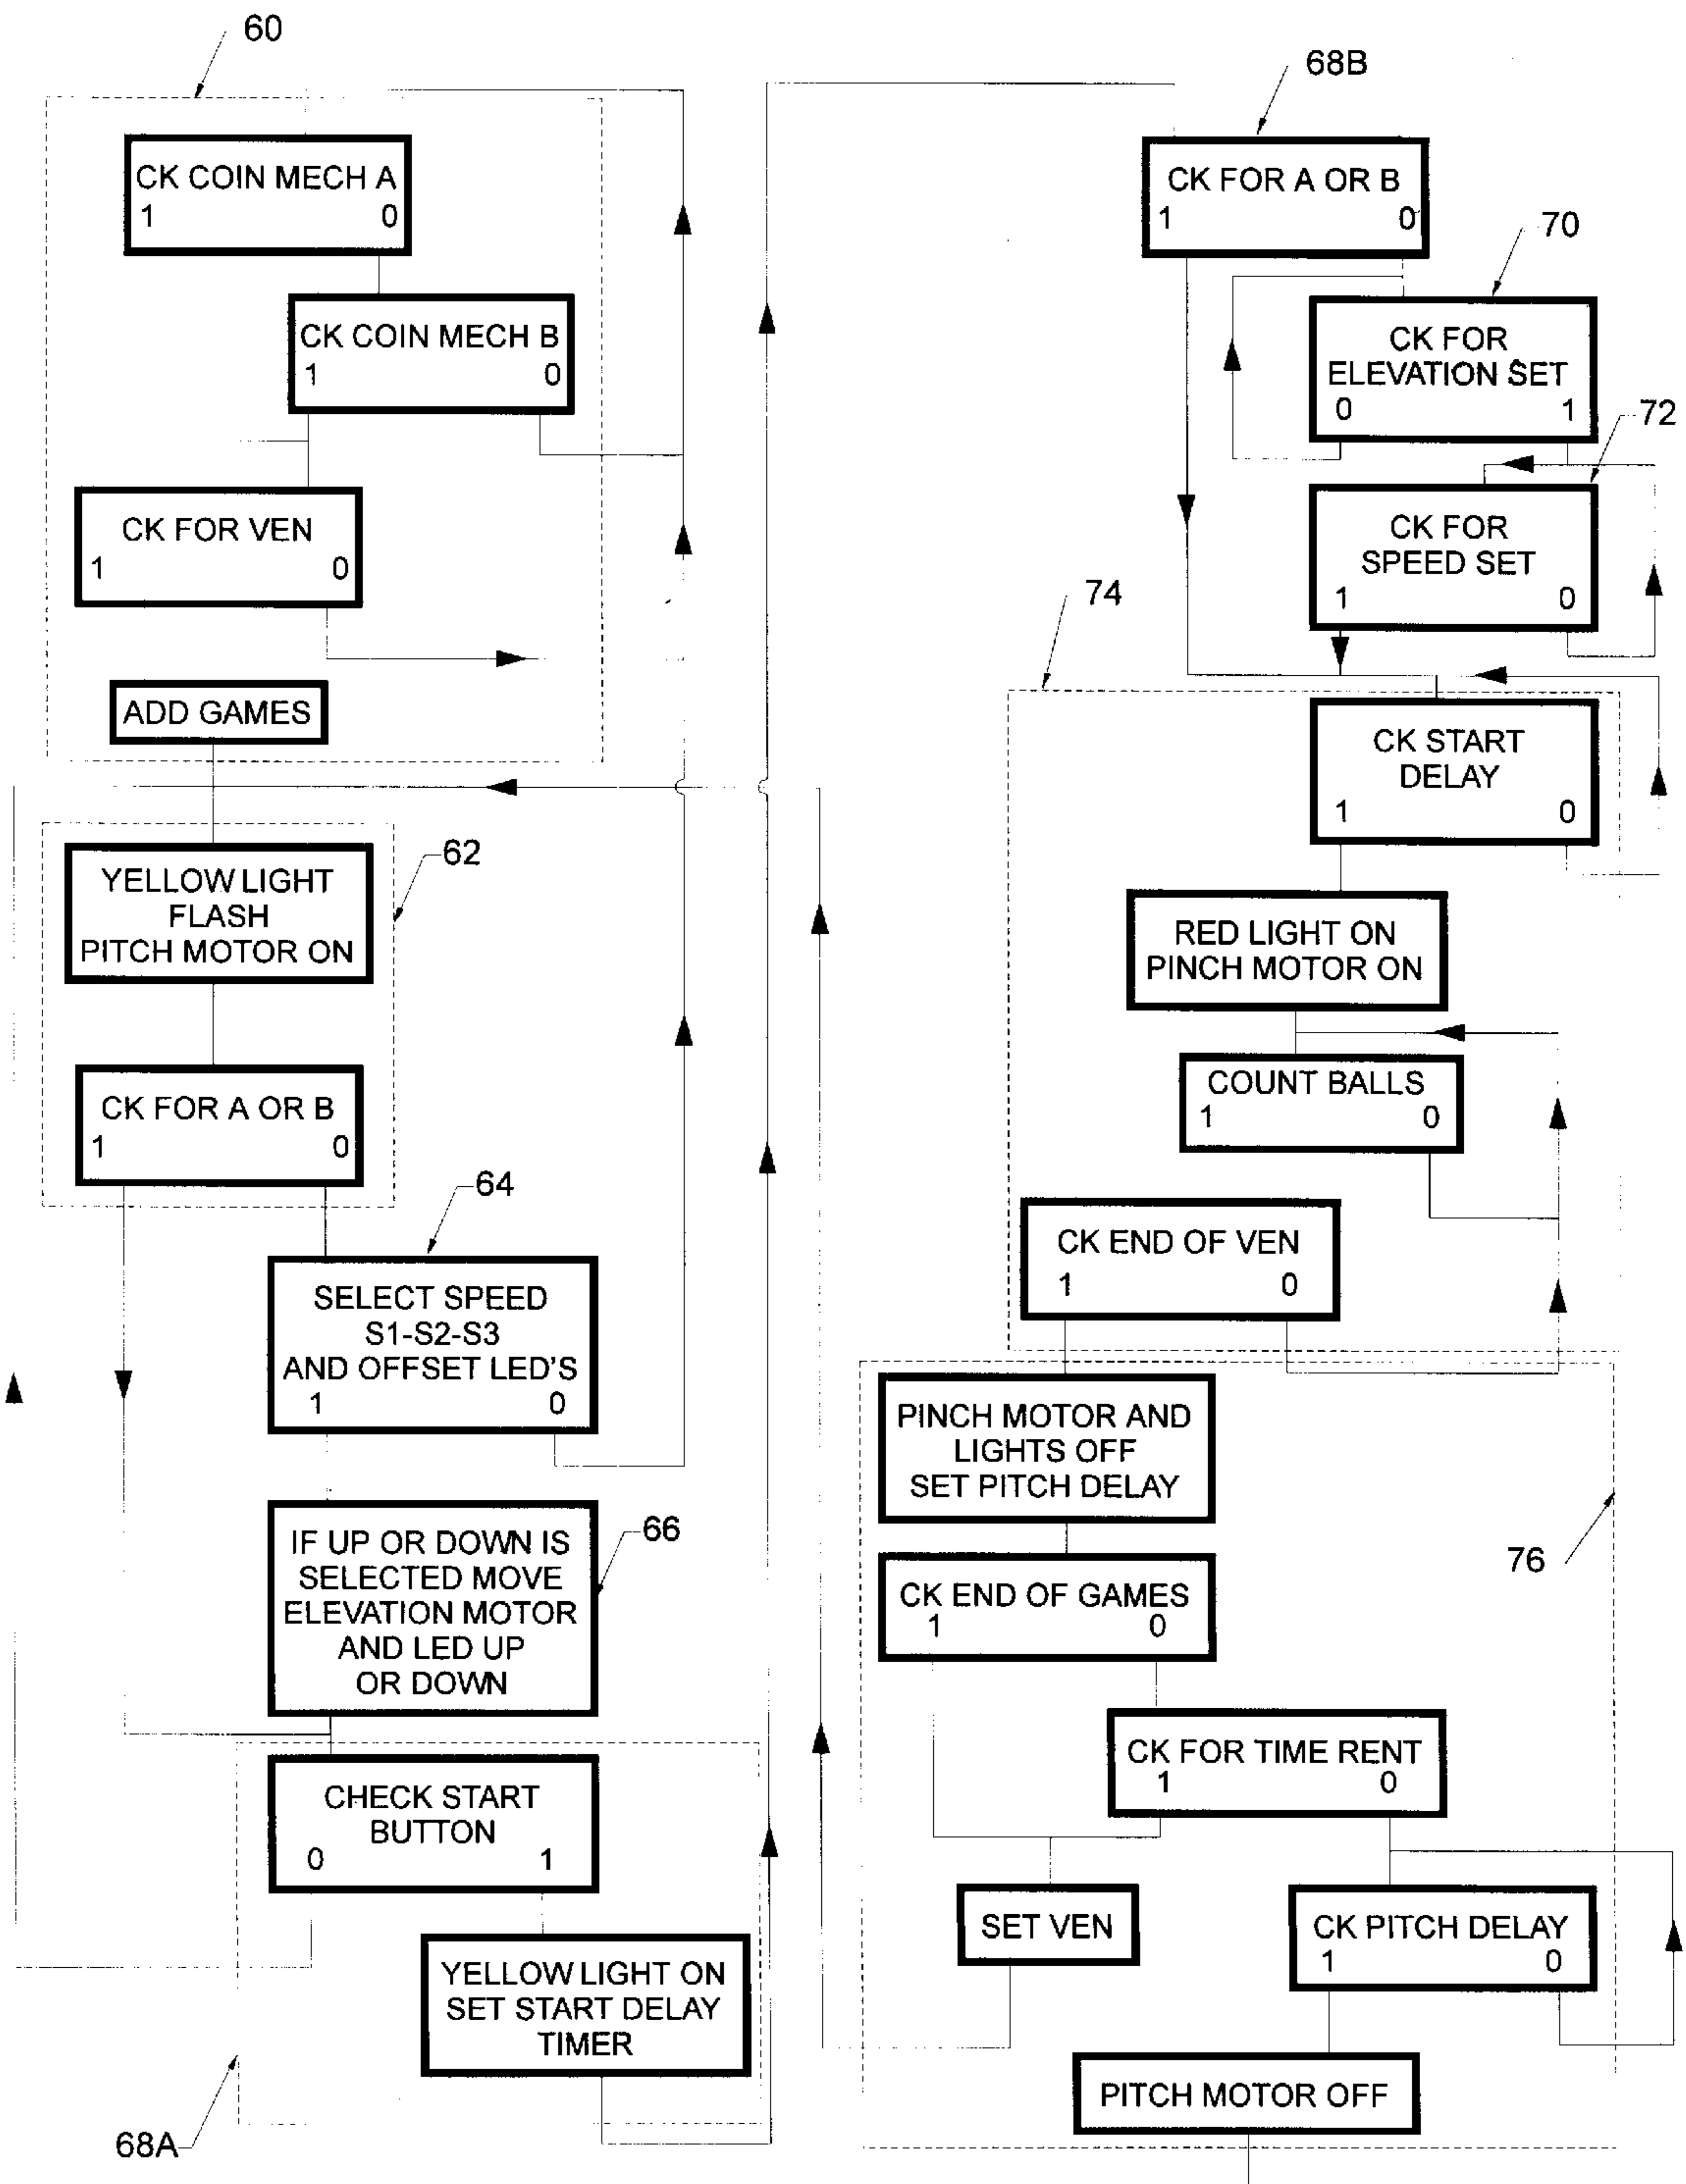 60
CK COIN MECH A
1 0
CK COIN MECH B
1 0
CK FOR VEN
1 0
ADD GAMES
62
YELLOW LIGHT
FLASH
PITCH MOTOR ON
CK FOR A OR B
1 0
64
SELECT SPEED
S1-S2-S3
AND OFFSET LED'S
1 0
66
IF UP OR DOWN IS
SELECTED MOVE
ELEVATION MOTOR
AND LED UP
OR DOWN
CHECK START
BUTTON
0 1
YELLOW LIGHT ON
SET START DELAY
TIMER
68A
68B
CK FOR A OR B
1 0
70
CK FOR
ELEVATION SET
0 1
72
CK FOR
SPEED SET
1 0
74
CK START
DELAY
1 0
RED LIGHT ON
PINCH MOTOR ON
COUNT BALLS
1 0
CK END OF VEN
1 0
PINCH MOTOR AND
LIGHTS OFF
SET PITCH DELAY
76
CK END OF GAMES
1 0
CK FOR TIME RENT
1 0
SET VEN
CK PITCH DELAY
1 0
PITCH MOTOR OFF